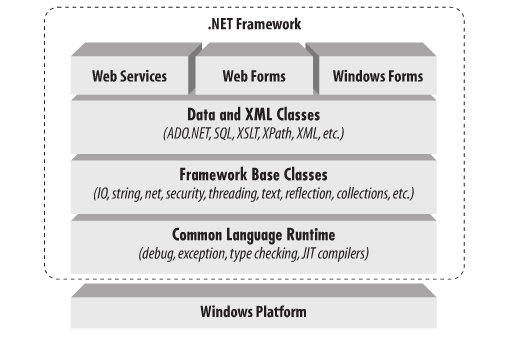 .NET Framework
Web Services
Web Forms
Windows Forms
Data and XML Classes
(ADO.NET, SQL, XSLT, XPath, XML, etc.)
Framework Base Classes
(IO, string, net, security, threading, text, reflection, collections, etc.)
Common Language Runtime
(debug, exception, type checking, JIT compilers)
Windows Platform